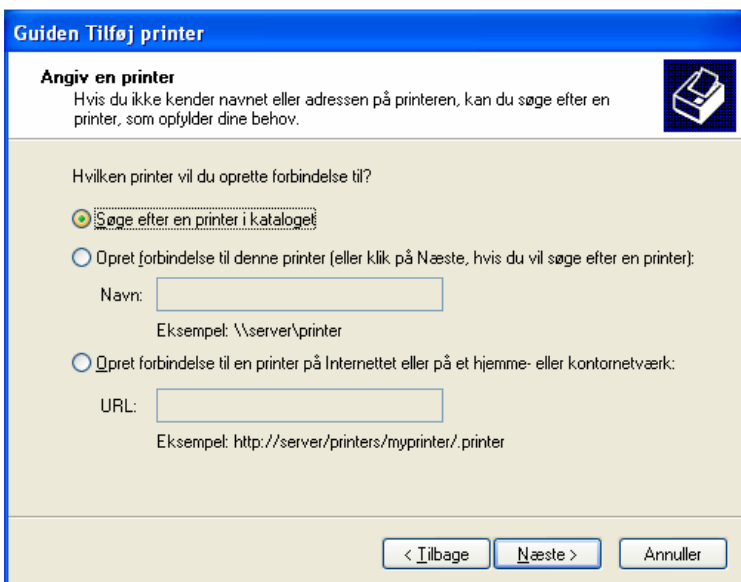 Guiden Tilføj printer
Angiv en printer
Hvis du ikke kender navnet eller adressen på printeren, kan du søge efter en
printer, som opfylder dine behov.
Hvilken printer vil du oprette forbindelse til?
Søge efter en printer i kataloget
Opret forbindelse til denne printer (eller klik på Næste, hvis du vil søge efter en printer):
Navn:
Eksempel: \\server\printer
Opret forbindelse til en printer på Internettet eller på et hjemme- eller kontornetværk:
URL:
Eksempel: http://server/printers/myprinter/.printer
< Tilbage Næste > Annuller